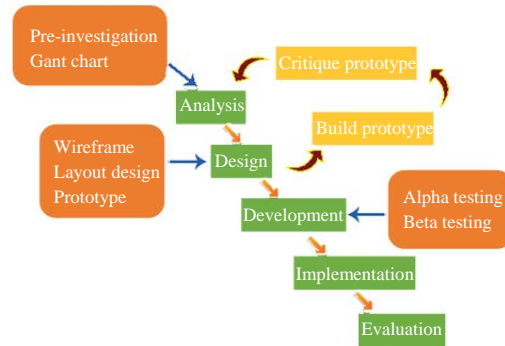 Pre-investigation
Gant chart
Critique prototype
Analysis
Build prototype
Wireframe
Layout design
Prototype
Design
Development
Alpha testing
Beta testing
Implementation
Evaluation